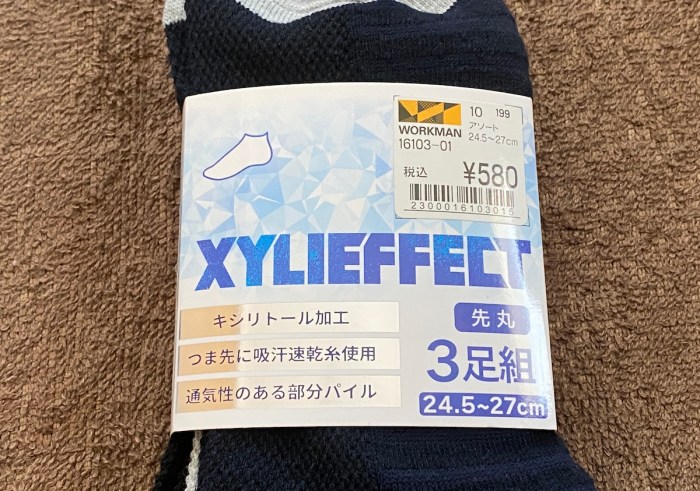 WORKMAN
16103-01
10 199
アソート
24.5~27cm
税込 ¥580
2300016103015
XYLIEFFECT
キシリトール加工
つま先に吸汗速乾糸使用
通気性のある部分パイル
先丸
3足組
24.5~27cm